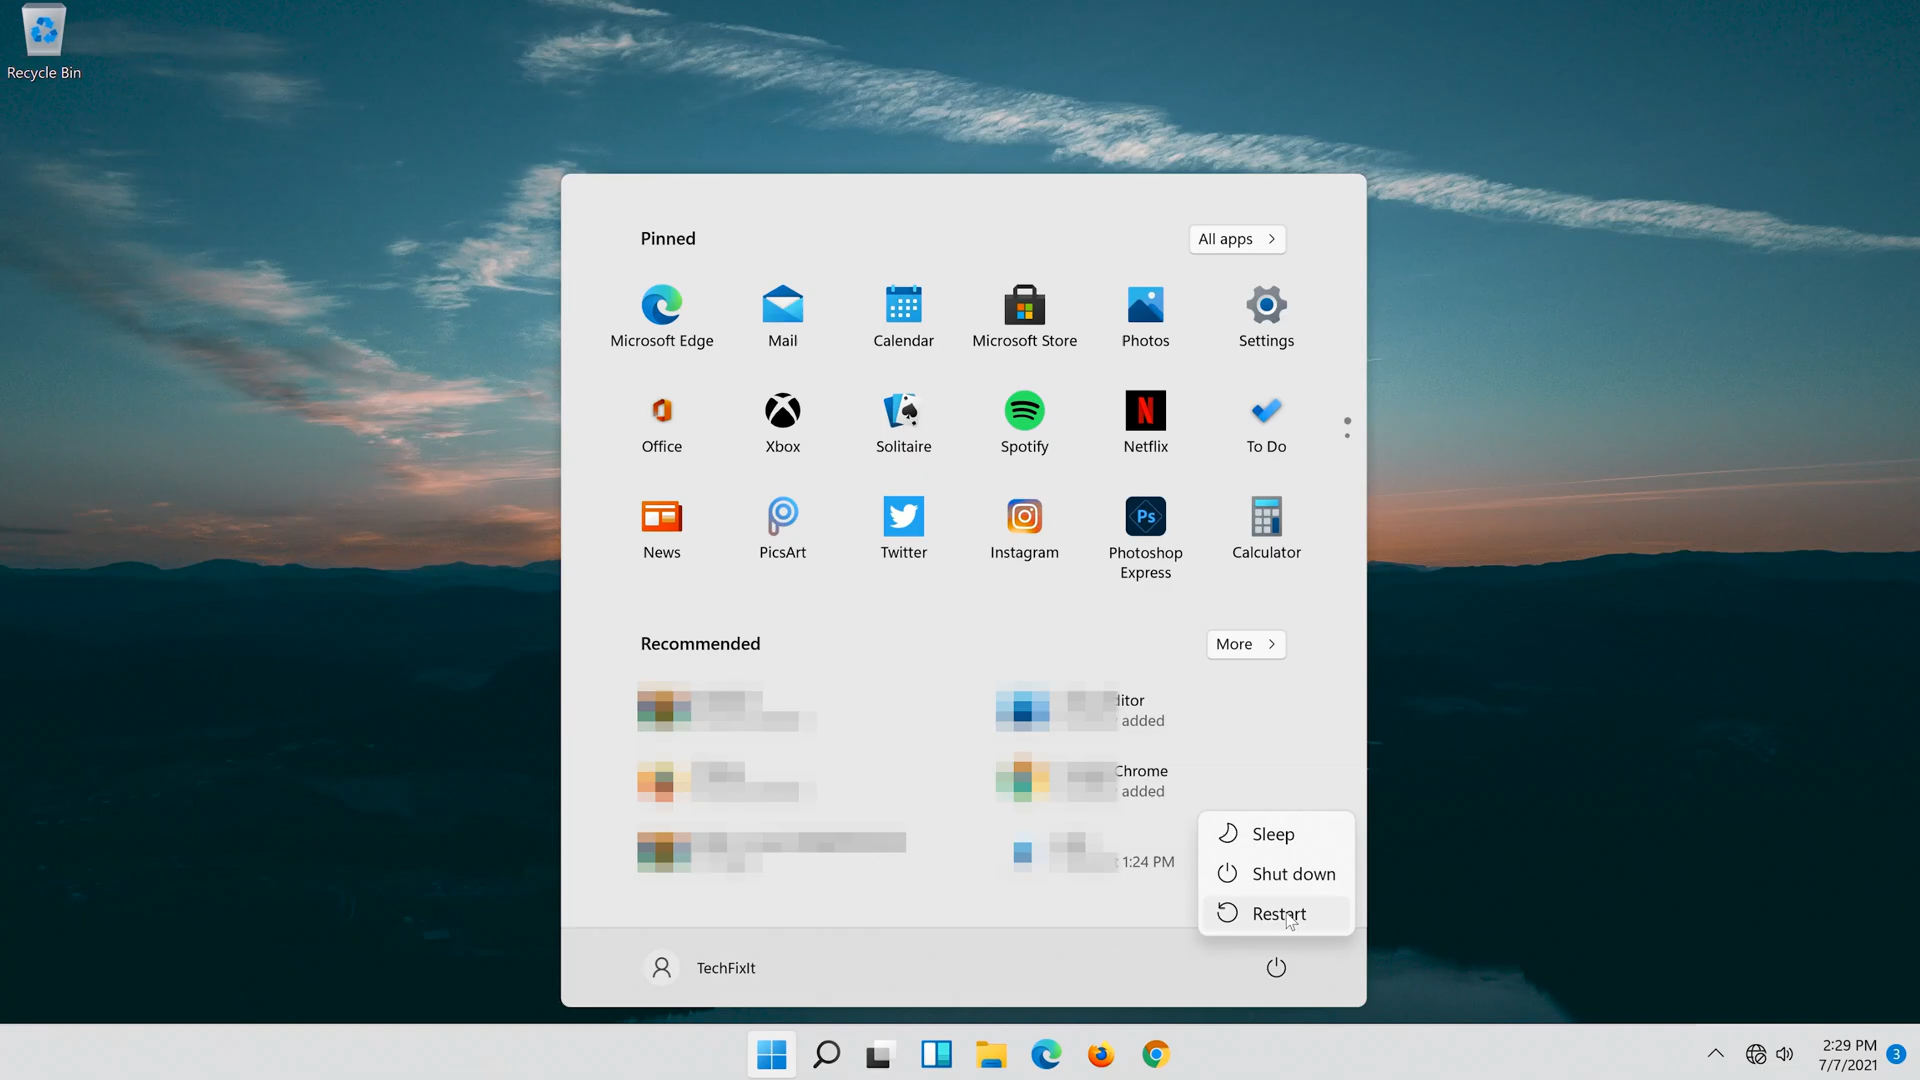 Recycle Bin
Pinned
All apps
Microsoft Edge
Mail
Calendar
Microsoft Store
Photos
Settings
Office
Xbox
Solitaire
Spotify
Netflix
To Do
News
PicsArt
Twitter
Instagram
Ps
Photoshop
Express
Calculator
Recommended
More
ditor
added
Chrome
added
1:24 PM
Sleep
Shut down
Restart
TechFixIt
2:29 PM
7/7/2021
3